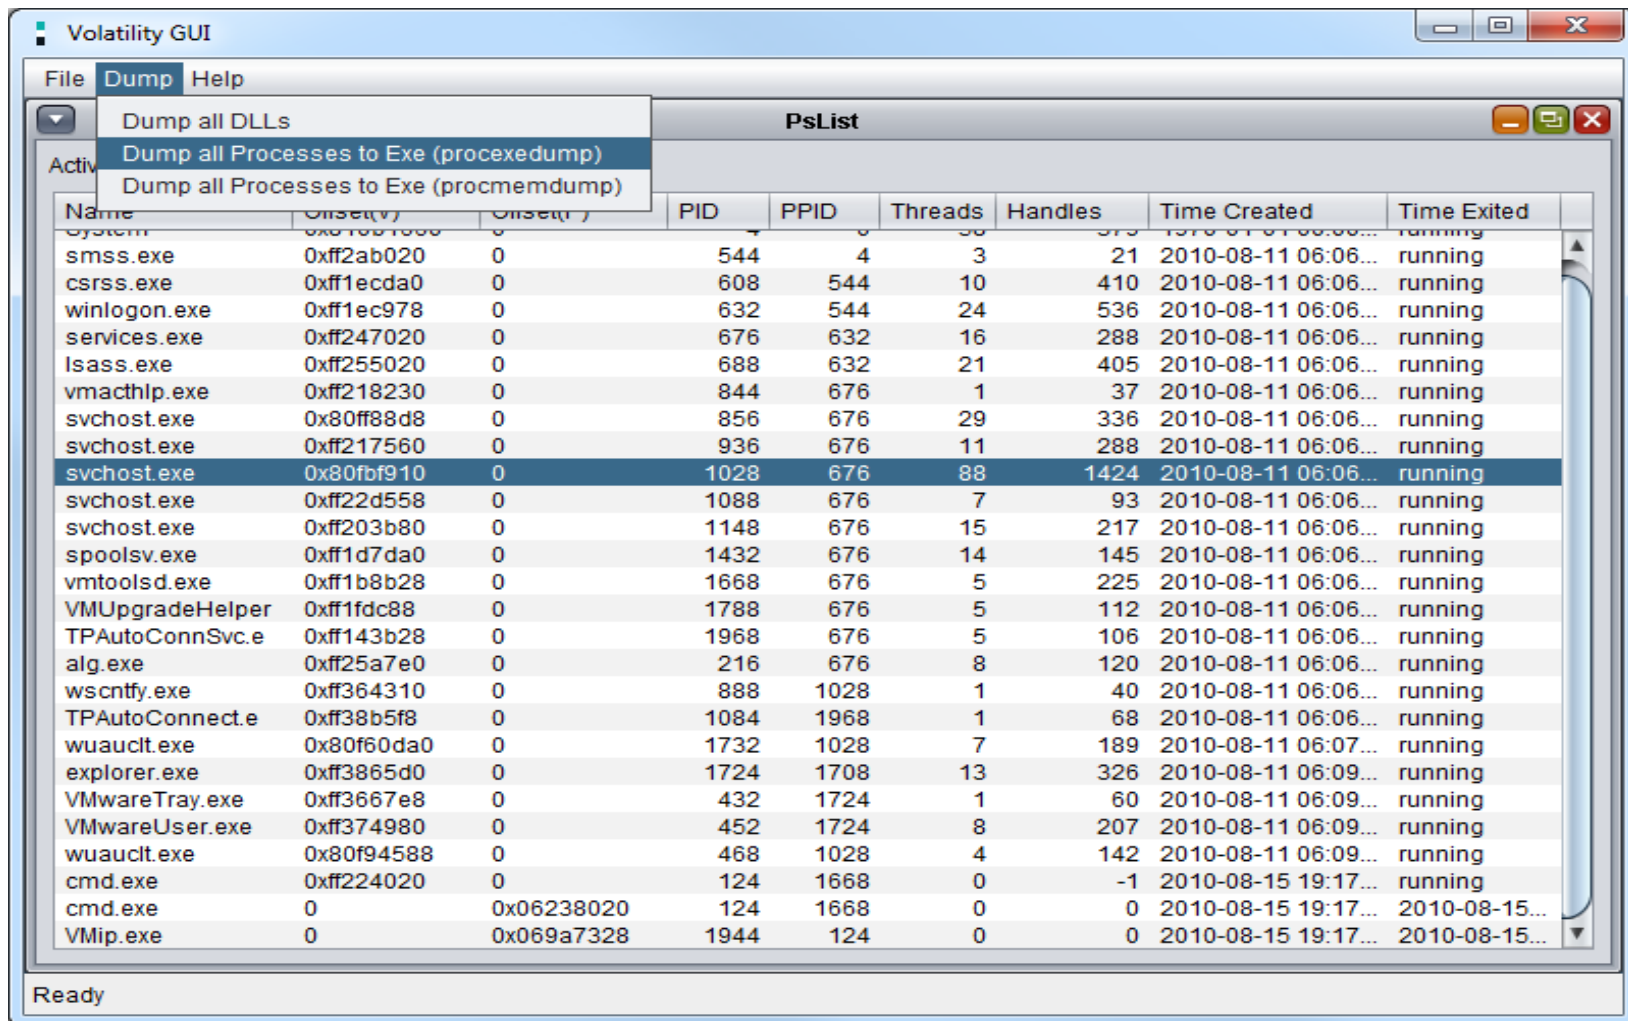 Volatility GUI
File Dump Help
Dump all DLLs
Dump all Processes to Exe (procexedump)
Dump all Processes to Exe (procmemdump)
PsList
Activ
Name Offset(V) Offset(P) PID PPID Threads Handles Time Created Time Exited
System 4 0 running
smss.exe 0xff2ab020 0 544 4 3 21 2010-08-11 06:06... running
csrss.exe 0xff1ecda0 0 608 544 10 410 2010-08-11 06:06... running
winlogon.exe 0xff1ec978 0 632 544 24 536 2010-08-11 06:06... running
services.exe 0xff247020 0 676 632 16 288 2010-08-11 06:06... running
lsass.exe 0xff255020 0 688 632 21 405 2010-08-11 06:06... running
vmacthlp.exe 0xff218230 0 844 676 1 37 2010-08-11 06:06... running
svchost.exe 0x80ff88d8 0 856 676 29 336 2010-08-11 06:06... running
svchost.exe 0xff217560 0 936 676 11 288 2010-08-11 06:06... running
svchost.exe 0x80fbf910 0 1028 676 88 1424 2010-08-11 06:06... running
svchost.exe 0xff22d558 0 1088 676 7 93 2010-08-11 06:06... running
svchost.exe 0xff203b80 0 1148 676 15 217 2010-08-11 06:06... running
spoolsv.exe 0xff1d7da0 0 1432 676 14 145 2010-08-11 06:06... running
vmtoolsd.exe 0xff1b8b28 0 1668 676 5 225 2010-08-11 06:06... running
VMUpgradeHelper 0xff1fdc88 0 1788 676 5 112 2010-08-11 06:06... running
TPAutoConnSvc.e 0xff143b28 0 1968 676 5 106 2010-08-11 06:06... running
alg.exe 0xff25a7e0 0 216 676 8 120 2010-08-11 06:06... running
wscntfy.exe 0xff364310 0 888 1028 1 40 2010-08-11 06:06... running
TPAutoConnect.e 0xff38b5f8 0 1084 1968 1 68 2010-08-11 06:06... running
wuauclt.exe 0x80f60da0 0 1732 1028 7 189 2010-08-11 06:07... running
explorer.exe 0xff3865d0 0 1724 1708 13 326 2010-08-11 06:09... running
VMwareTray.exe 0xff3667e8 0 432 1724 1 60 2010-08-11 06:09... running
VMwareUser.exe 0xff374980 0 452 1724 8 207 2010-08-11 06:09... running
wuauclt.exe 0x80f94588 0 468 1028 4 142 2010-08-11 06:09... running
cmd.exe 0xff224020 0 124 1668 0 -1 2010-08-15 19:17... running
cmd.exe 0 0x06238020 124 1668 0 0 2010-08-15 19:17... 2010-08-15...
VMip.exe 0 0x069a7328 1944 124 0 0 2010-08-15 19:17... 2010-08-15...
Ready